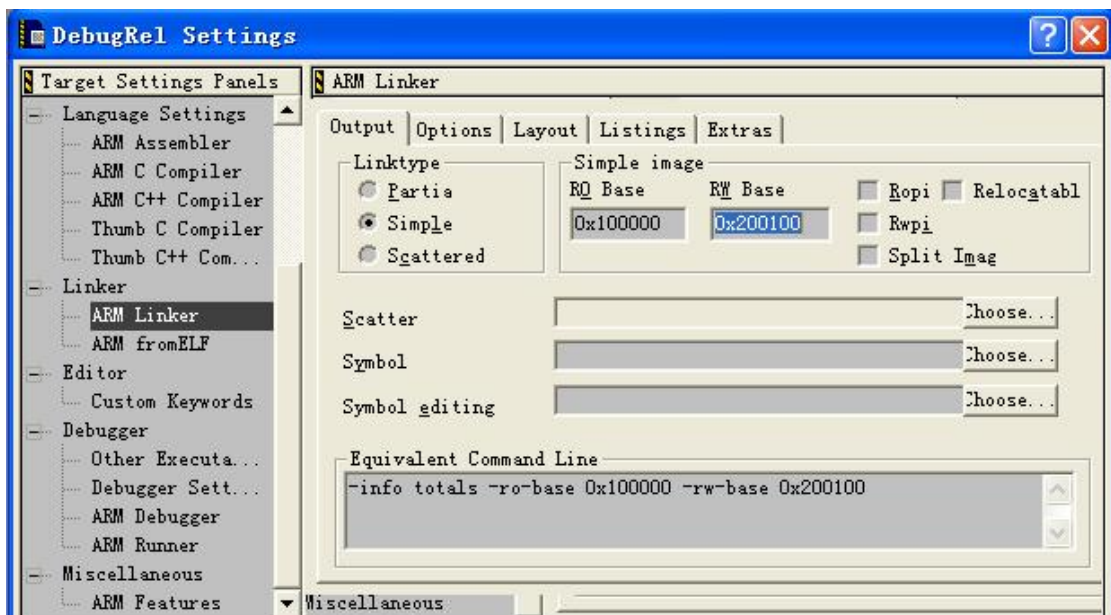 DebugRel Settings
Target Settings Panels
Language Settings
ARM Assembler
ARM C Compiler
ARM C++ Compiler
Thumb C Compiler
Thumb C++ Com...
Linker
ARM Linker
ARM fromELF
Editor
Custom Keywords
Debugger
Other Executa...
Debugger Sett...
ARM Debugger
ARM Runner
Miscellaneous
ARM Features
ARM Linker
Output Options Layout Listings Extras
Linktype
Partia
Simple
Scattered
Simple image
RO Base RW Base
0x100000 0x200100
Ropi Relocatabl
Rwpi
Split Imag
Scatter Choose...
Symbol Choose...
Symbol editing Choose...
Equivalent Command Line
-info totals -ro-base 0x100000 -rw-base 0x200100
Miscellaneous